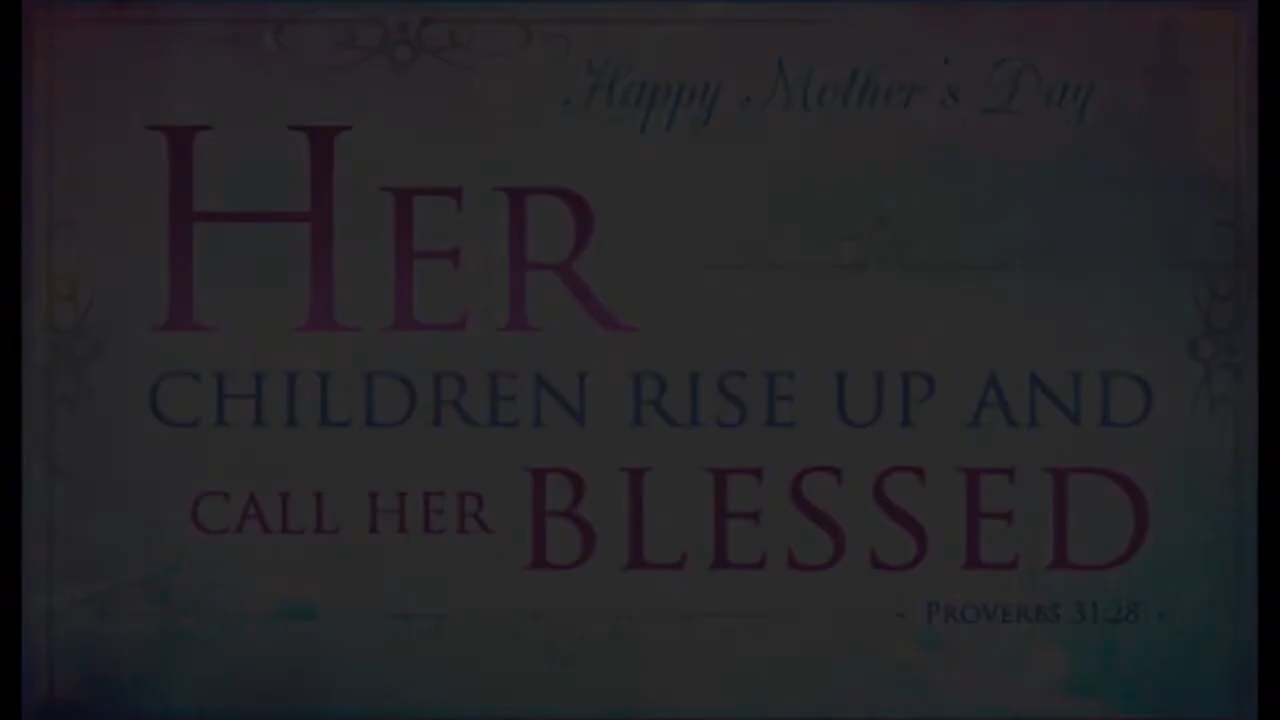 Happy Mother's Day
HER
CHILDREN RISE UP AND
CALL HER BLESSED
- PROVERBS 31:28 -